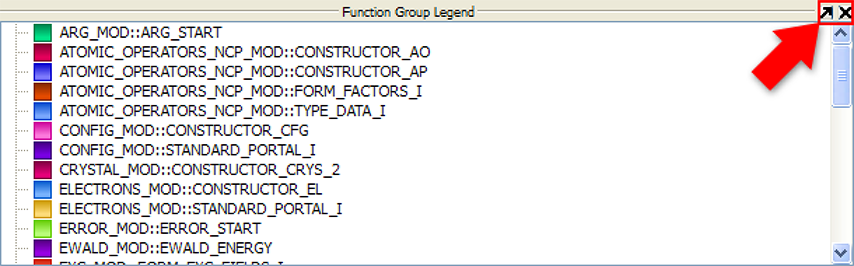 Function Group Legend
ARG_MOD::ARG_START
ATOMIC_OPERATORS_NCP_MOD::CONSTRUCTOR_AO
ATOMIC_OPERATORS_NCP_MOD::CONSTRUCTOR_AP
ATOMIC_OPERATORS_NCP_MOD::FORM_FACTORS_I
ATOMIC_OPERATORS_NCP_MOD::TYPE_DATA_I
CONFIG_MOD::CONSTRUCTOR_CFG
CONFIG_MOD::STANDARD_PORTAL_I
CRYSTAL_MOD::CONSTRUCTOR_CRYS_2
ELECTRONS_MOD::CONSTRUCTOR_EL
ELECTRONS_MOD::STANDARD_PORTAL_I
ERROR_MOD::ERROR_START
EWALD_MOD::EWALD_ENERGY